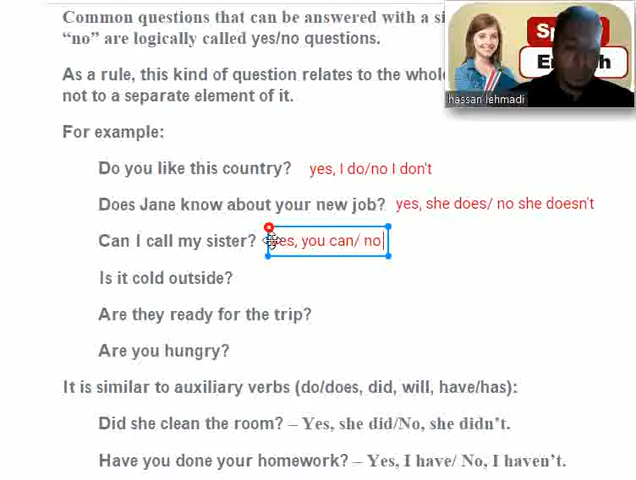 Common questions that can be answered with a
"no" are logically called yes/no questions.
As a rule, this kind of question relates to the
not to a separate element of it.
hassan lehmadi
For example:
Do you like this country? yes, I do/no I don't
Does Jane know about your new job? yes, she does/ no she doesn't
Can I call my sister? yes, you can/ no
Is it cold outside?
Are they ready for the trip?
Are you hungry?
It is similar to auxiliary verbs (do/does, did, will, have/has):
Did she clean the room? – Yes, she did/No, she didn't.
Have you done your homework? – Yes, I have/ No, I haven't.